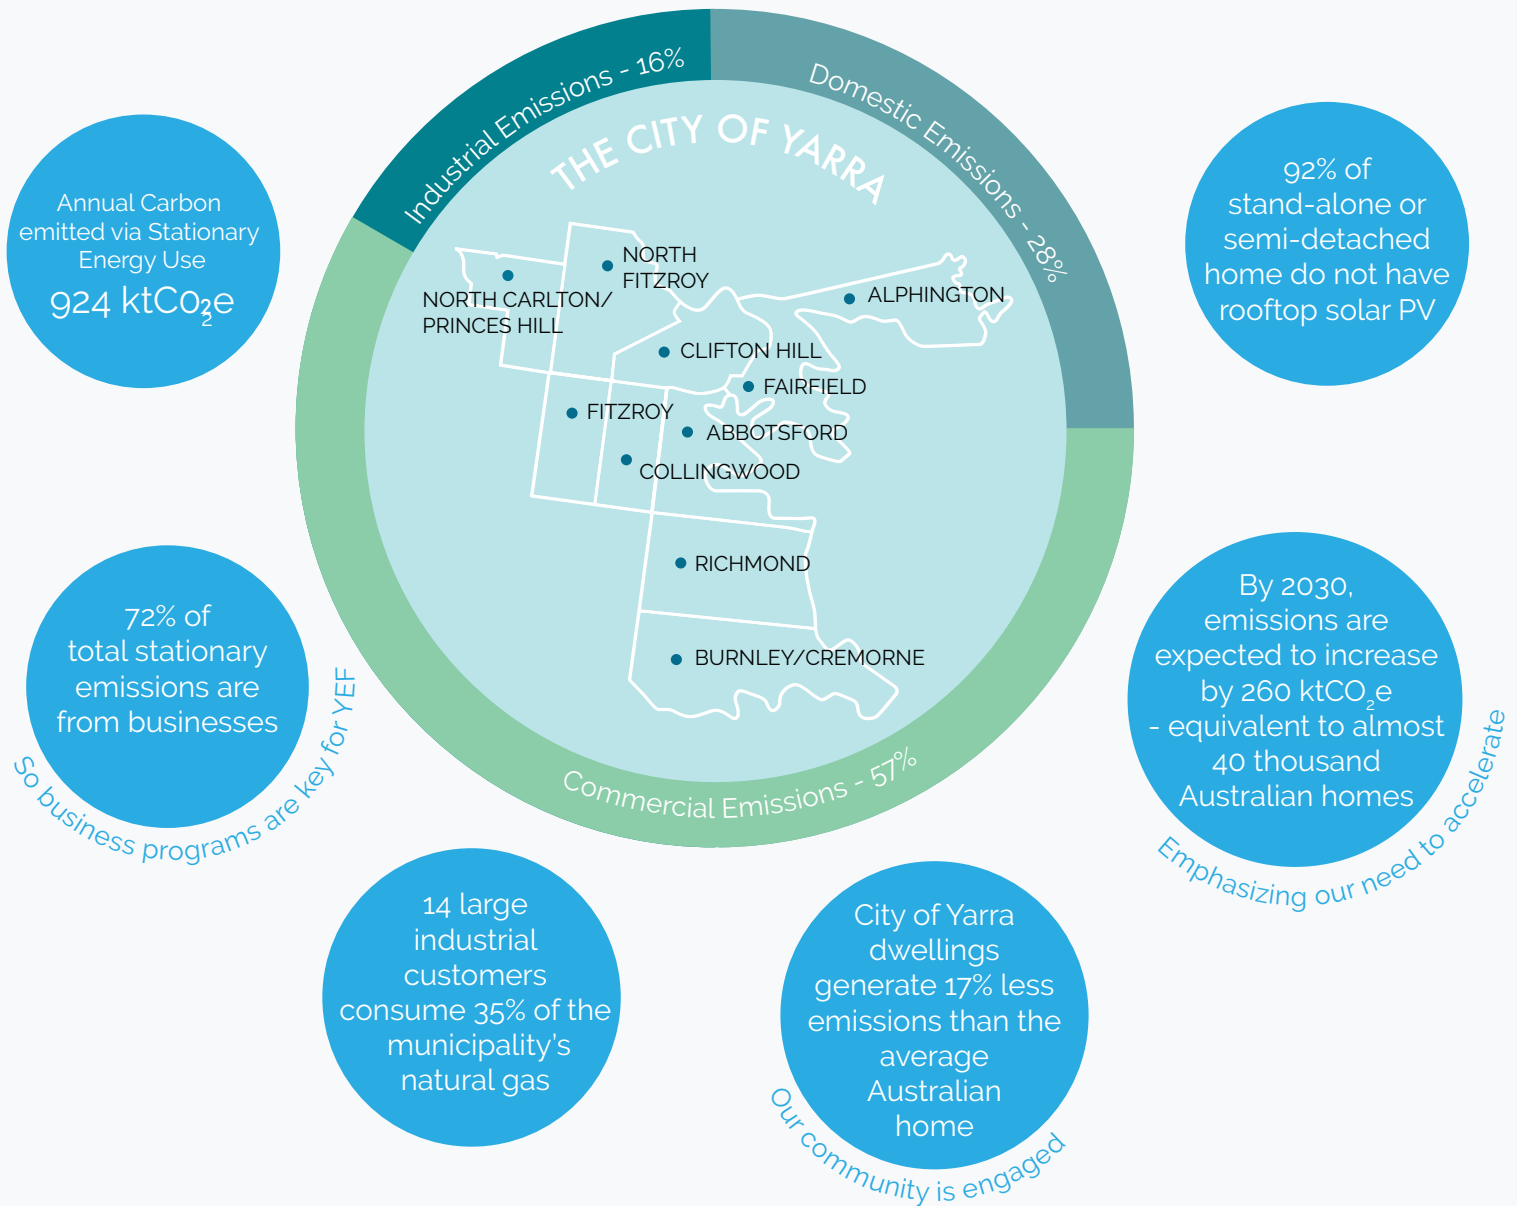 Industrial Emissions - 16%
Domestic Emissions - 28%
THE CITY OF YARRA
Annual Carbon
emitted via Stationary
Energy Use
924 ktC0₂e
2
92% of
stand-alone or
semi-detached
home do not have
rooftop solar PV
NORTH
FITZROY
NORTH CARLTON/
PRINCES HILL
ALPHINGTON
CLIFTON HILL
FAIRFIELD
FITZROY
ABBOTSFORD
COLLINGWOOD
RICHMOND
BURNLEY/CREMORNE
Commercial Emissions - 57%
72% of
total stationary
emissions are
from businesses
So business programs are key for YEF
By 2030,
emissions are
expected to increase
by 260 ktCO₂e
- equivalent to almost
40 thousand
Australian homes
Emphasizing our need to accelerate
14 large
industrial
customers
consume 35% of the
municipality's
natural gas
City of Yarra
dwellings
generate 17% less
emissions than the
average
Australian
home
Our community is engaged